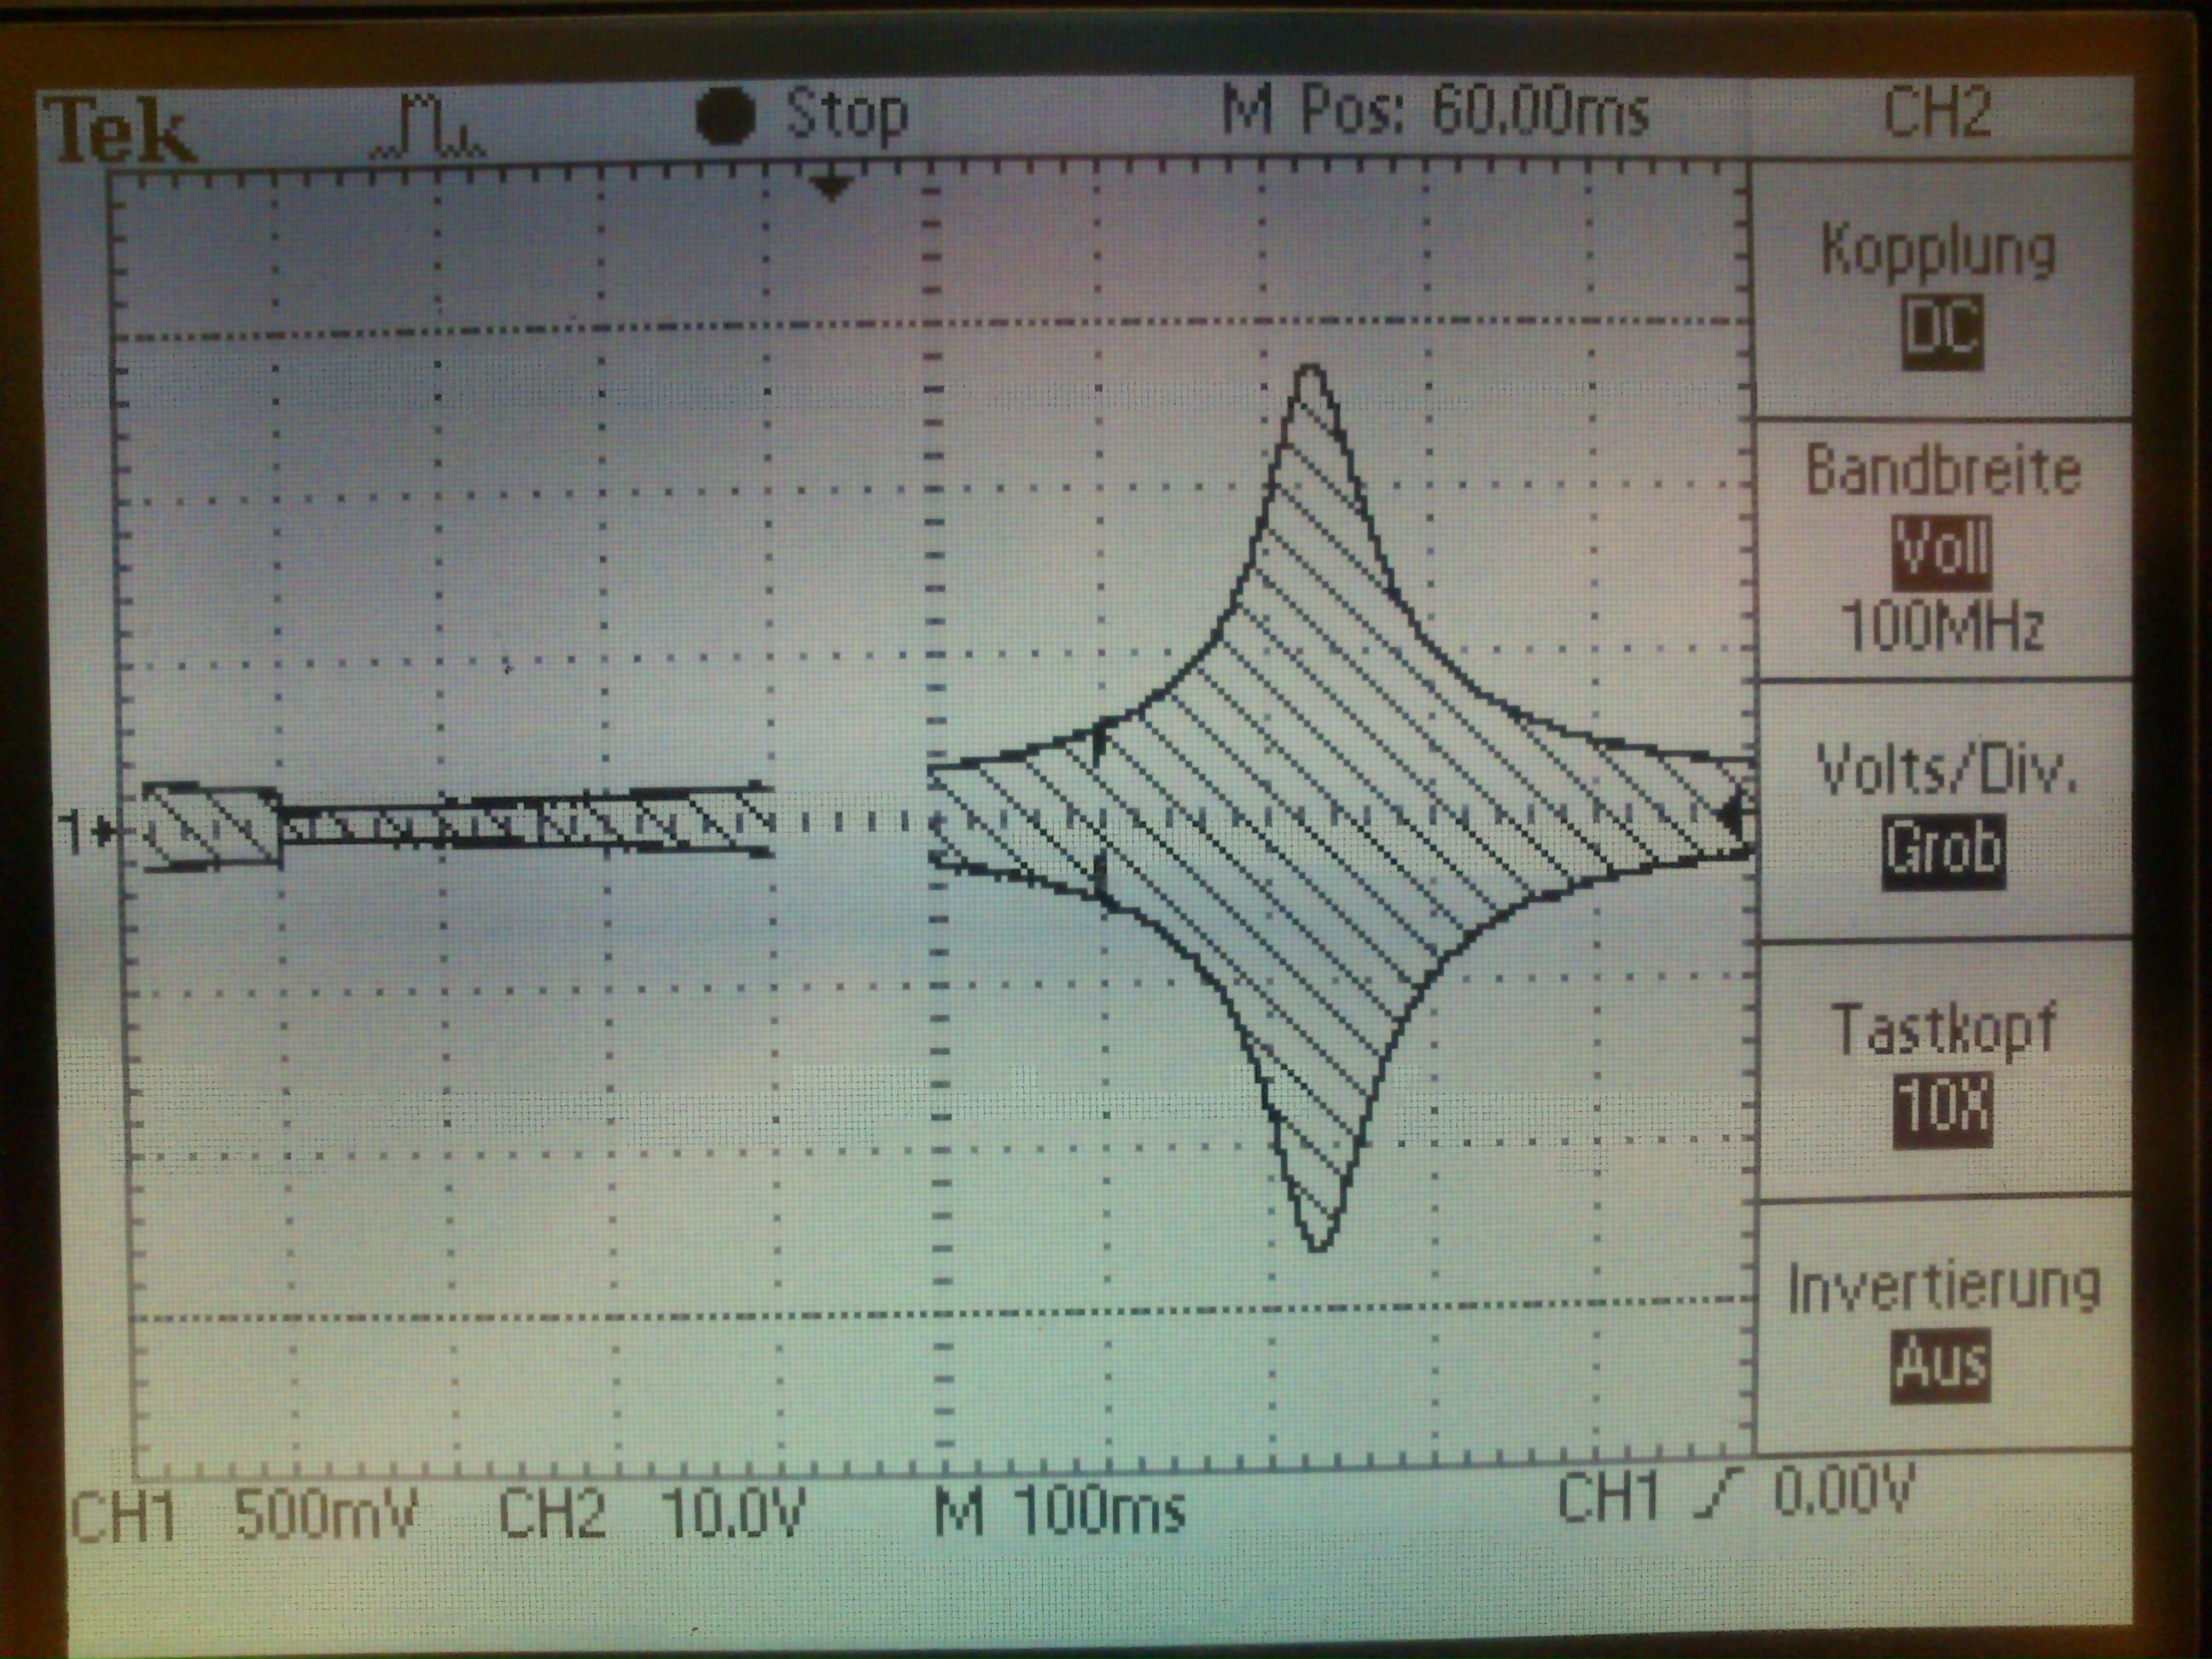 Tek Stop M Pos: 60.00ms CH2
Kopplung
DC
Bandbreite
Voll
100MHz
Volts/Div.
Grob
1
Tastkopf
10X
Invertierung
Aus
CH1 500mV CH2 10.0V M 100ms CH1 0.00V